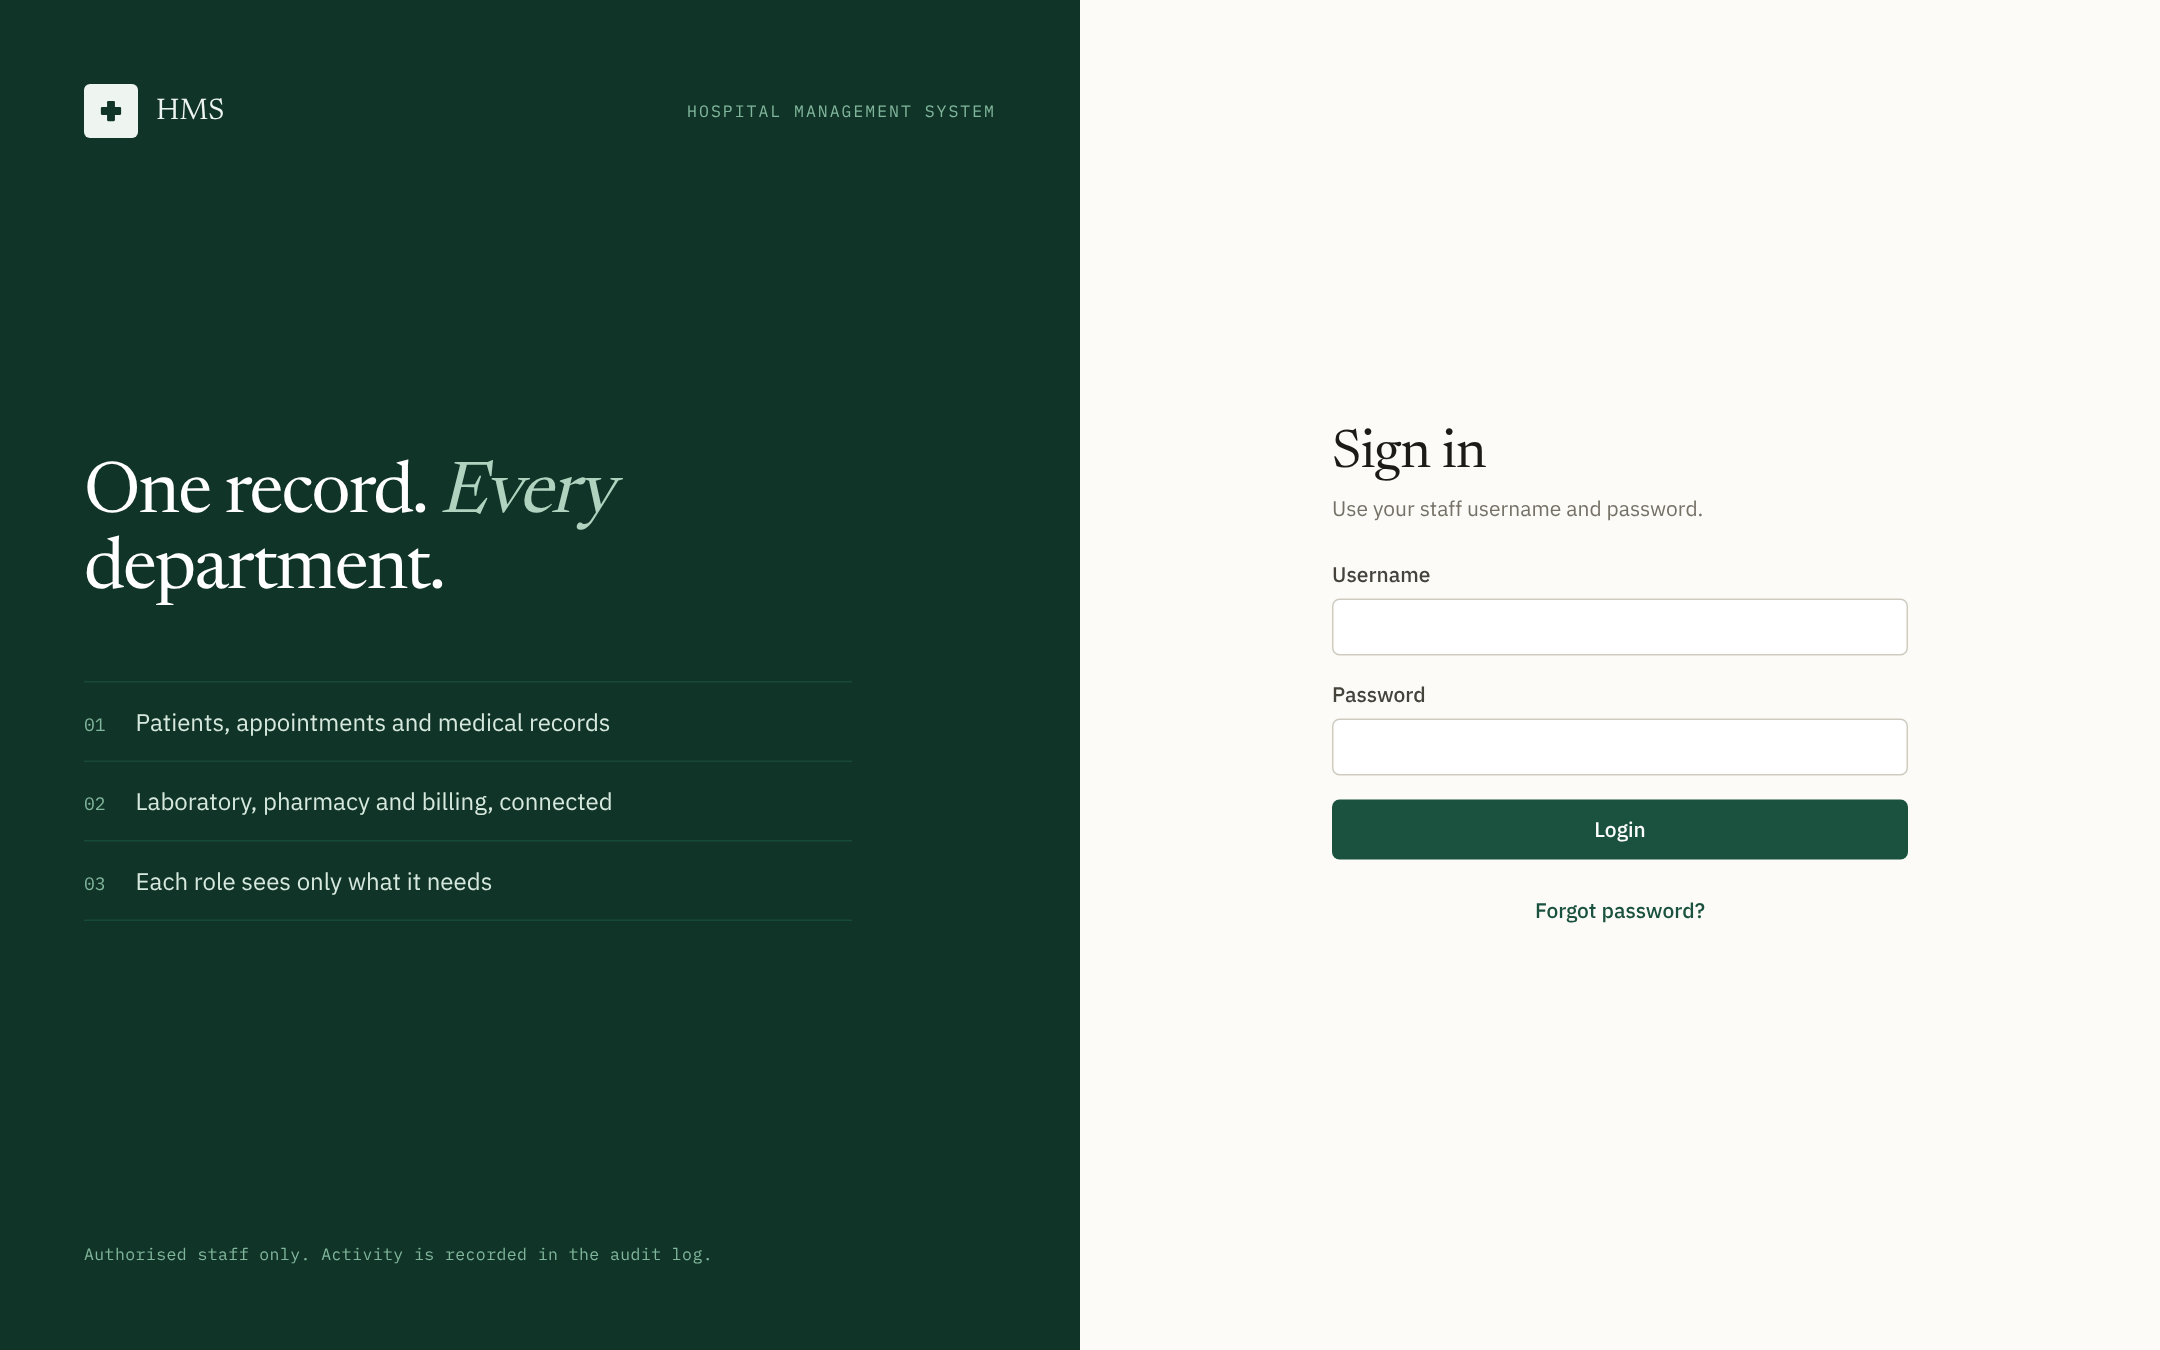 HMS
HOSPITAL MANAGEMENT SYSTEM
One record. Every
department.
01 Patients, appointments and medical records
02 Laboratory, pharmacy and billing, connected
03 Each role sees only what it needs
Authorised staff only. Activity is recorded in the audit log.
Sign in
Use your staff username and password.
Username
Password
Login
Forgot password?